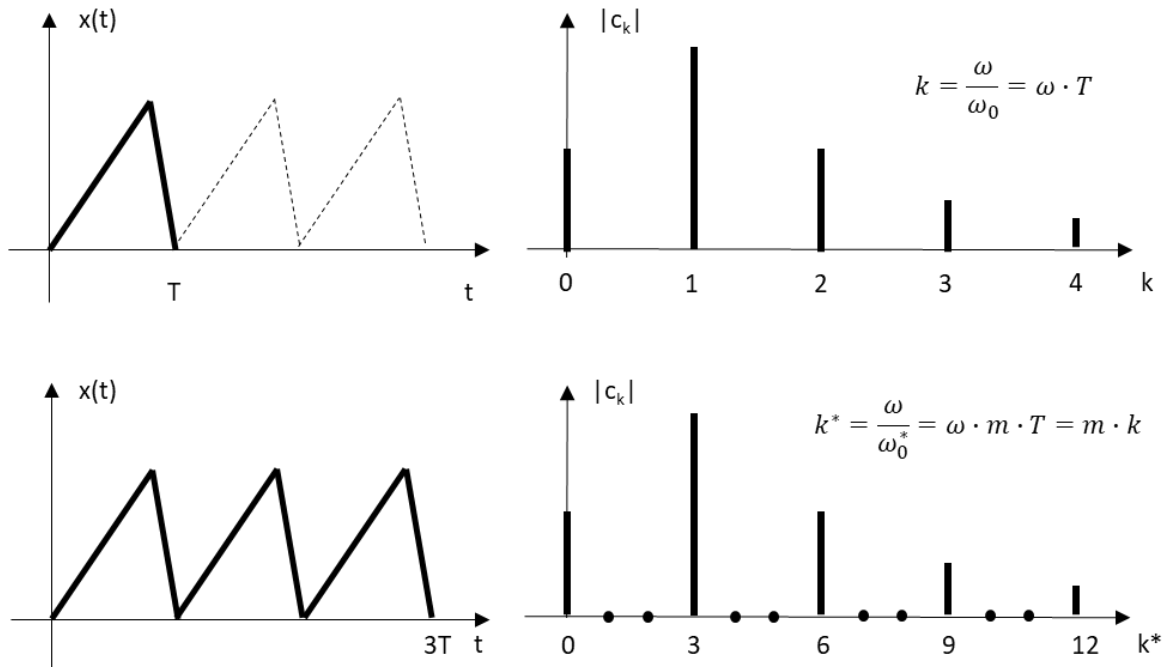 x(t)
|c_k|
k = ω/ω_0 = ω · T
T t
0 1 2 3 4 k
x(t)
|c_k|
k* = ω/ω_0* = ω · m · T = m · k
3T t
0 3 6 9 12 k*